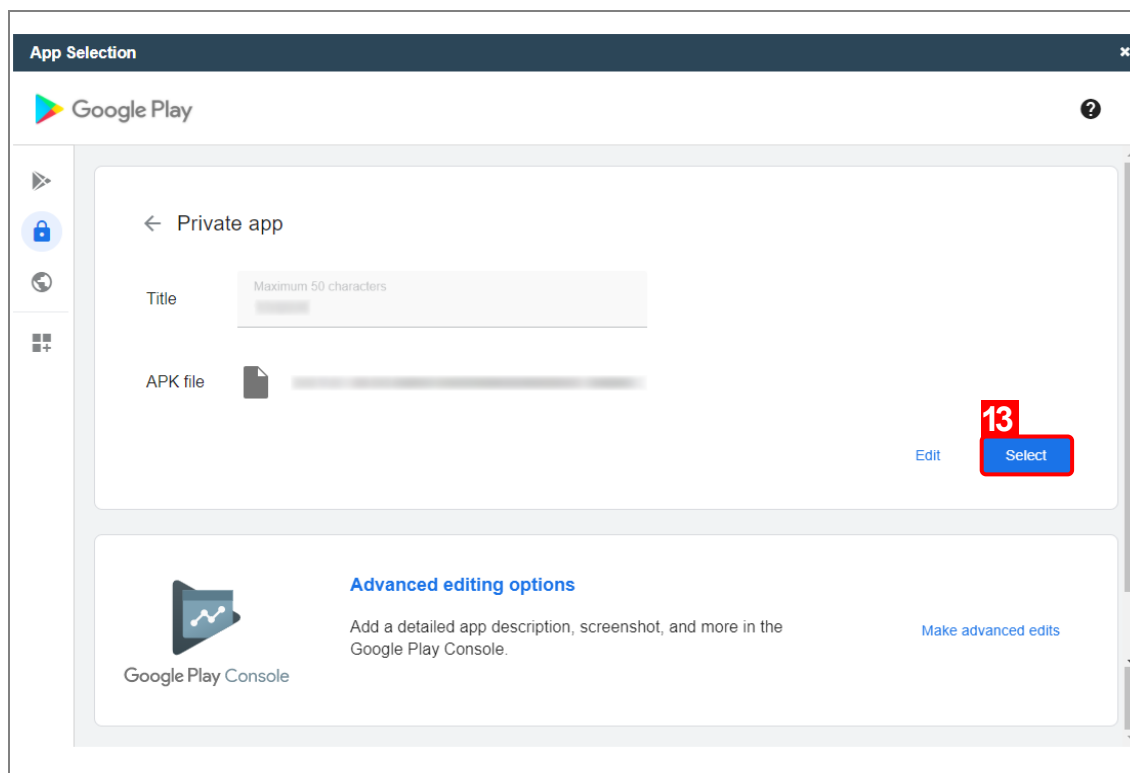 App Selection
Google Play
Private app
Title
Maximum 50 characters
APK file
13
Edit
Select
Advanced editing options
Add a detailed app description, screenshot, and more in the
Google Play Console.
Make advanced edits
Google Play Console